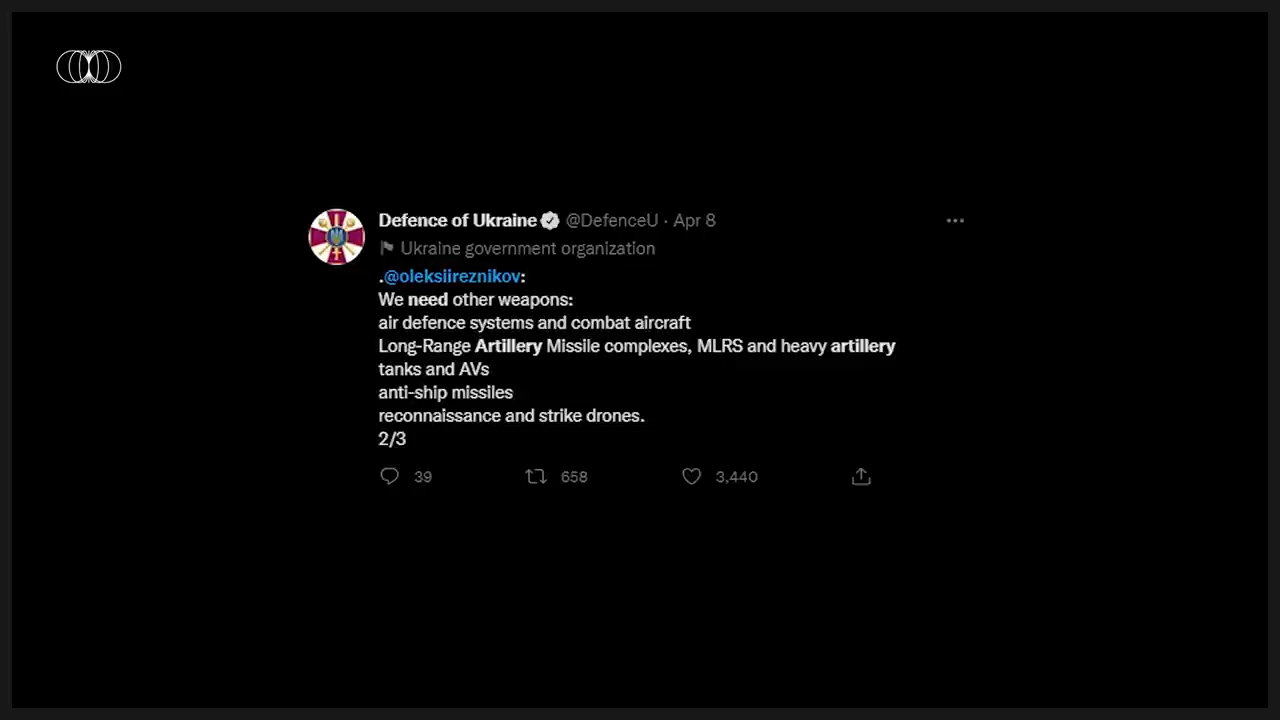 Defence of Ukraine @DefenceU · Apr 8
Ukraine government organization
.@oleksiireznikov:
We need other weapons:
air defence systems and combat aircraft
Long-Range Artillery Missile complexes, MLRS and heavy artillery
tanks and AVs
anti-ship missiles
reconnaissance and strike drones.
2/3
39 658 3,440